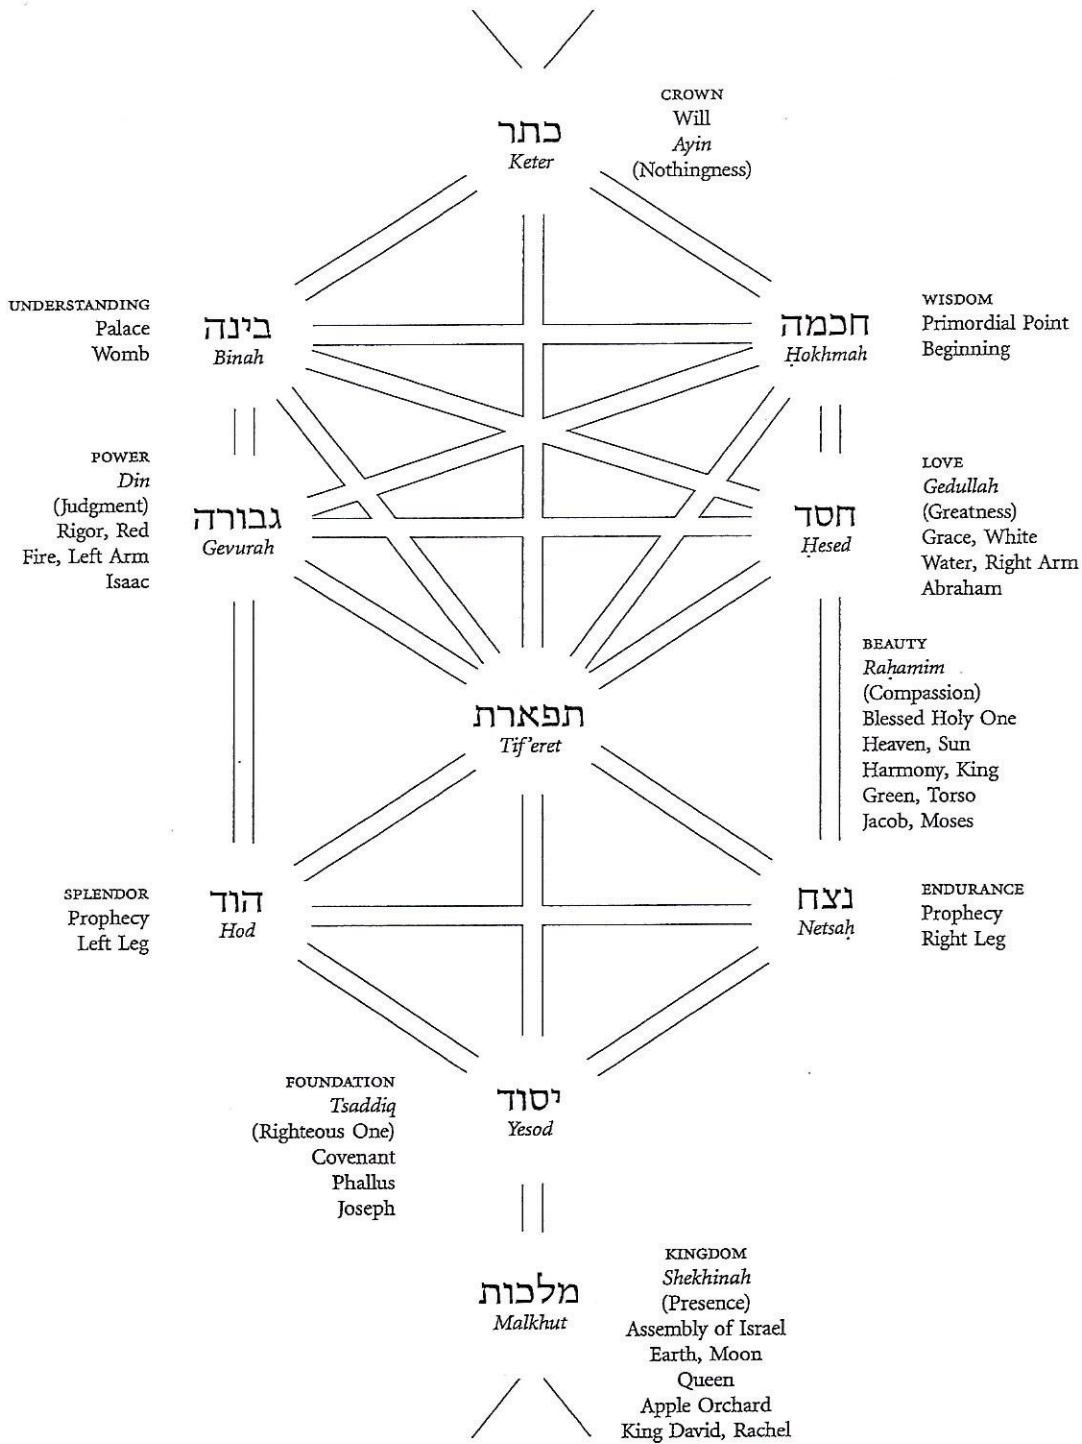 כתר
Keter
CROWN
Will
Ayin
(Nothingness)
UNDERSTANDING
Palace
Womb
בינה
Binah
חכמה
Ḥokhmah
WISDOM
Primordial Point
Beginning
POWER
Din
(Judgment)
Rigor, Red
Fire, Left Arm
Isaac
גבורה
Gevurah
חסד
Ḥesed
LOVE
Gedullah
(Greatness)
Grace, White
Water, Right Arm
Abraham
תפארת
Tif'eret
BEAUTY
Raḥamim
(Compassion)
Blessed Holy One
Heaven, Sun
Harmony, King
Green, Torso
Jacob, Moses
SPLENDOR
Prophecy
Left Leg
הוד
Hod
נצח
Netsaḥ
ENDURANCE
Prophecy
Right Leg
FOUNDATION
Tsaddiq
(Righteous One)
Covenant
Phallus
Joseph
יסוד
Yesod
מלכות
Malkhut
KINGDOM
Shekhinah
(Presence)
Assembly of Israel
Earth, Moon
Queen
Apple Orchard
King David, Rachel